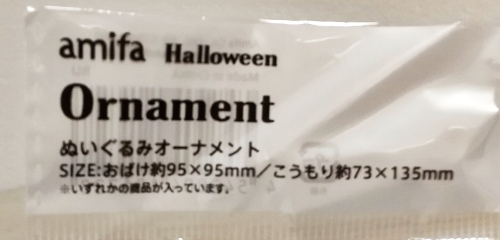 amifa Halloween
Ornament
ぬいぐるみオーナメント
SIZE:おばけ約95×95mm／こうもり約73×135mm
※いずれかの商品が入っています。